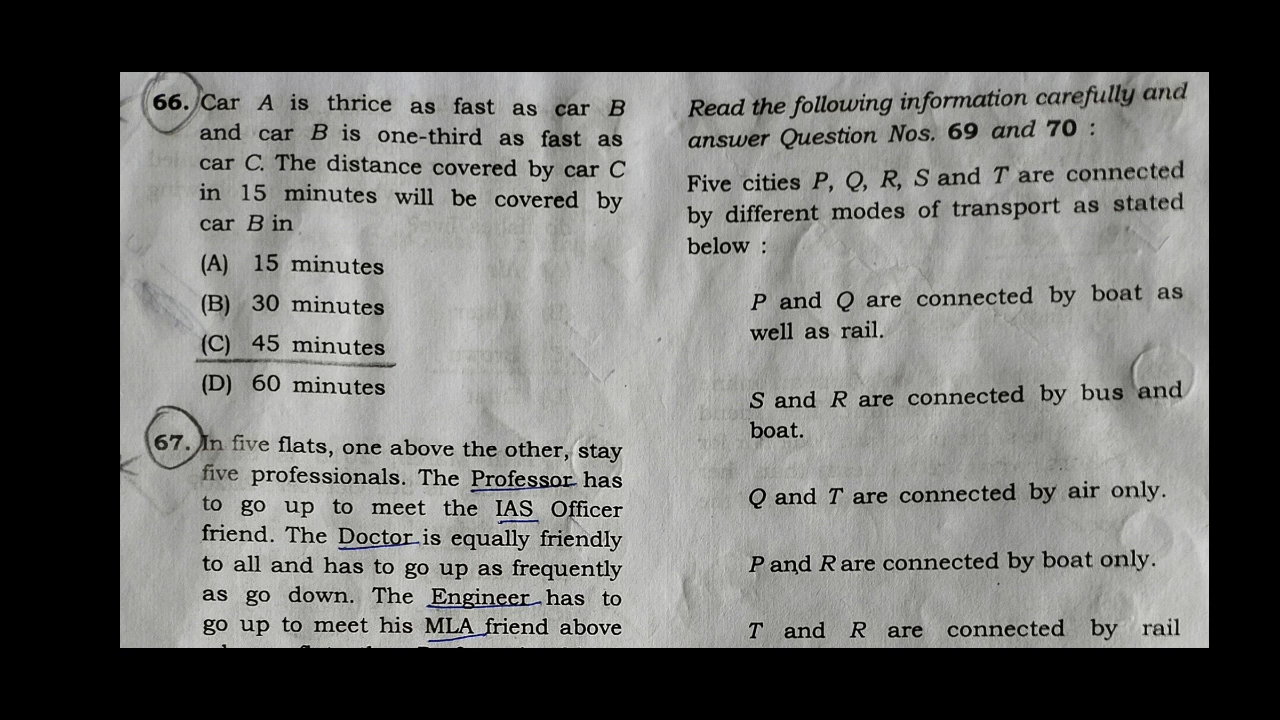 66. Car A is thrice as fast as car B
and car B is one-third as fast as
car C. The distance covered by car C
in 15 minutes will be covered by
car B in
(A) 15 minutes
(B) 30 minutes
(C) 45 minutes
(D) 60 minutes
67. In five flats, one above the other, stay
five professionals. The Professor has
to go up to meet the IAS Officer
friend. The Doctor is equally friendly
to all and has to go up as frequently
as go down. The Engineer has to
go up to meet his MLA friend above
Read the following information carefully and
answer Question Nos. 69 and 70 :
Five cities P, Q, R, S and T are connected
by different modes of transport as stated
below :
P and Q are connected by boat as
well as rail.
S and R are connected by bus and
boat.
Q and T are connected by air only.
P and R are connected by boat only.
T and R are connected by rail